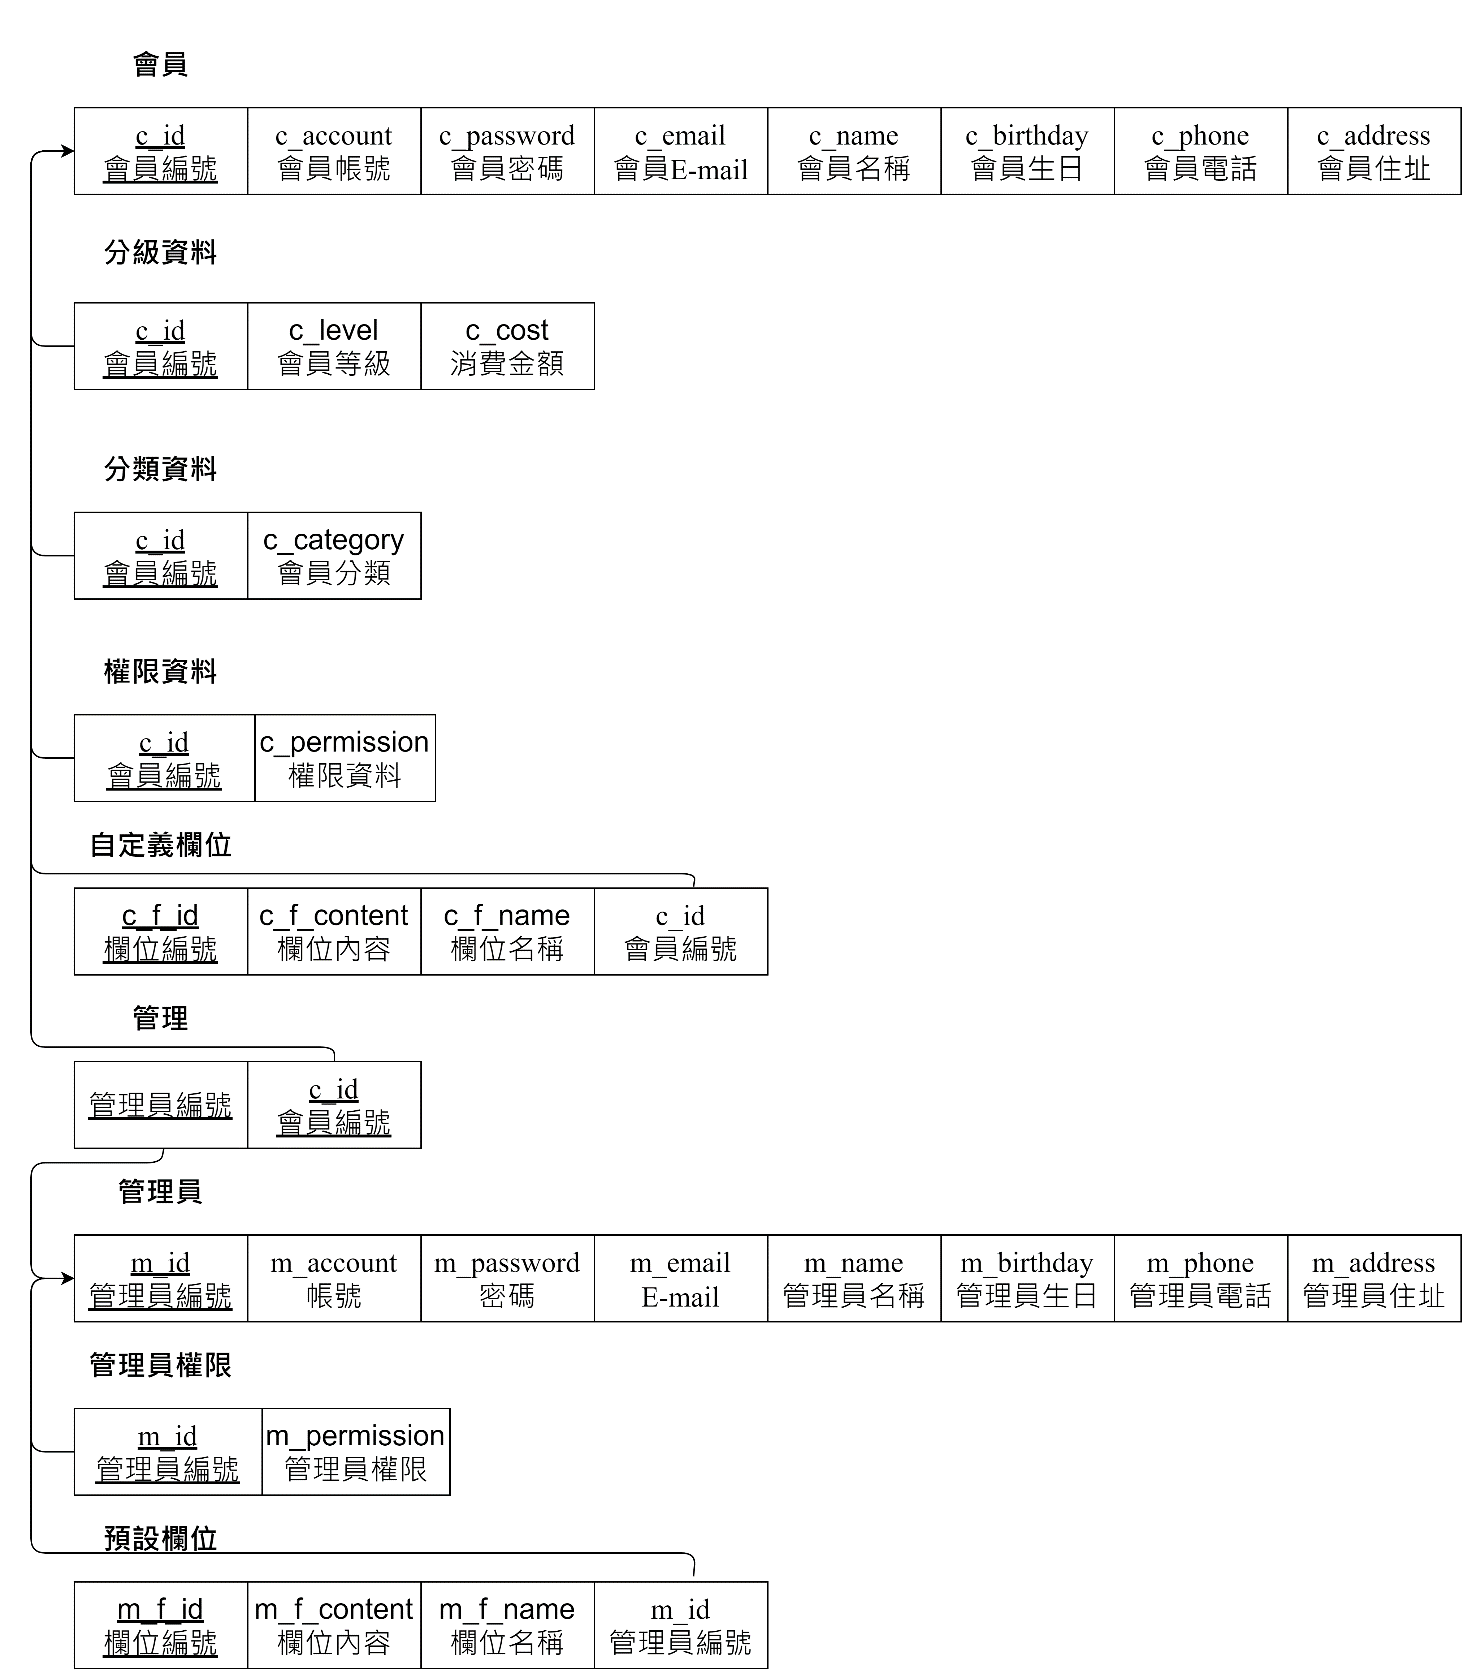 會員
c_id c_account c_password c_email c_name c_birthday c_phone c_address
會員編號 會員帳號 會員密碼 會員E-mail 會員名稱 會員生日 會員電話 會員住址
分級資料
c_id c_level c_cost
會員編號 會員等級 消費金額
分類資料
c_id c_category
會員編號 會員分類
權限資料
c_id c_permission
會員編號 權限資料
自定義欄位
c_f_id c_f_content c_f_name c_id
欄位編號 欄位內容 欄位名稱 會員編號
管理
管理員編號 c_id
會員編號
管理員
m_id m_account m_password m_email m_name m_birthday m_phone m_address
管理員編號 帳號 密碼 E-mail 管理員名稱 管理員生日 管理員電話 管理員住址
管理員權限
m_id m_permission
管理員編號 管理員權限
預設欄位
m_f_id m_f_content m_f_name m_id
欄位編號 欄位內容 欄位名稱 管理員編號